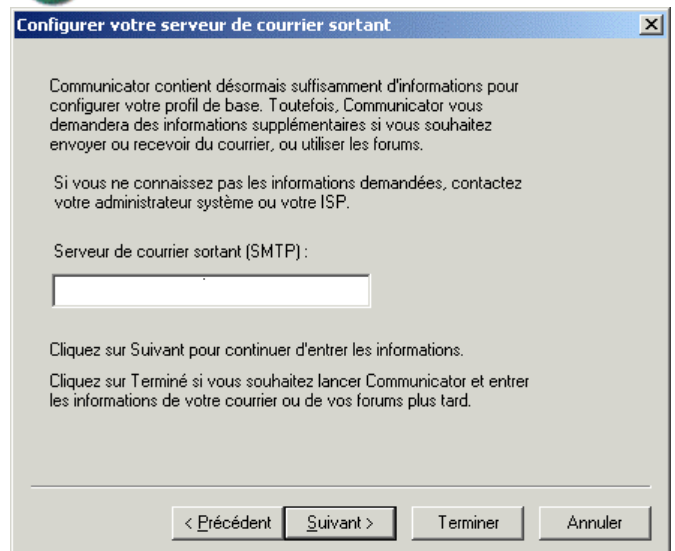 Configurer votre serveur de courrier sortant
Communicator contient désormais suffisamment d'informations pour
configurer votre profil de base. Toutefois, Communicator vous
demandera des informations supplémentaires si vous souhaitez
envoyer ou recevoir du courrier, ou utiliser les forums.
Si vous ne connaissez pas les informations demandées, contactez
votre administrateur système ou votre ISP.
Serveur de courrier sortant (SMTP) :
Cliquez sur Suivant pour continuer d'entrer les informations.
Cliquez sur Terminé si vous souhaitez lancer Communicator et entrer
les informations de votre courrier ou de vos forums plus tard.
< Précédent Suivant > Terminer Annuler